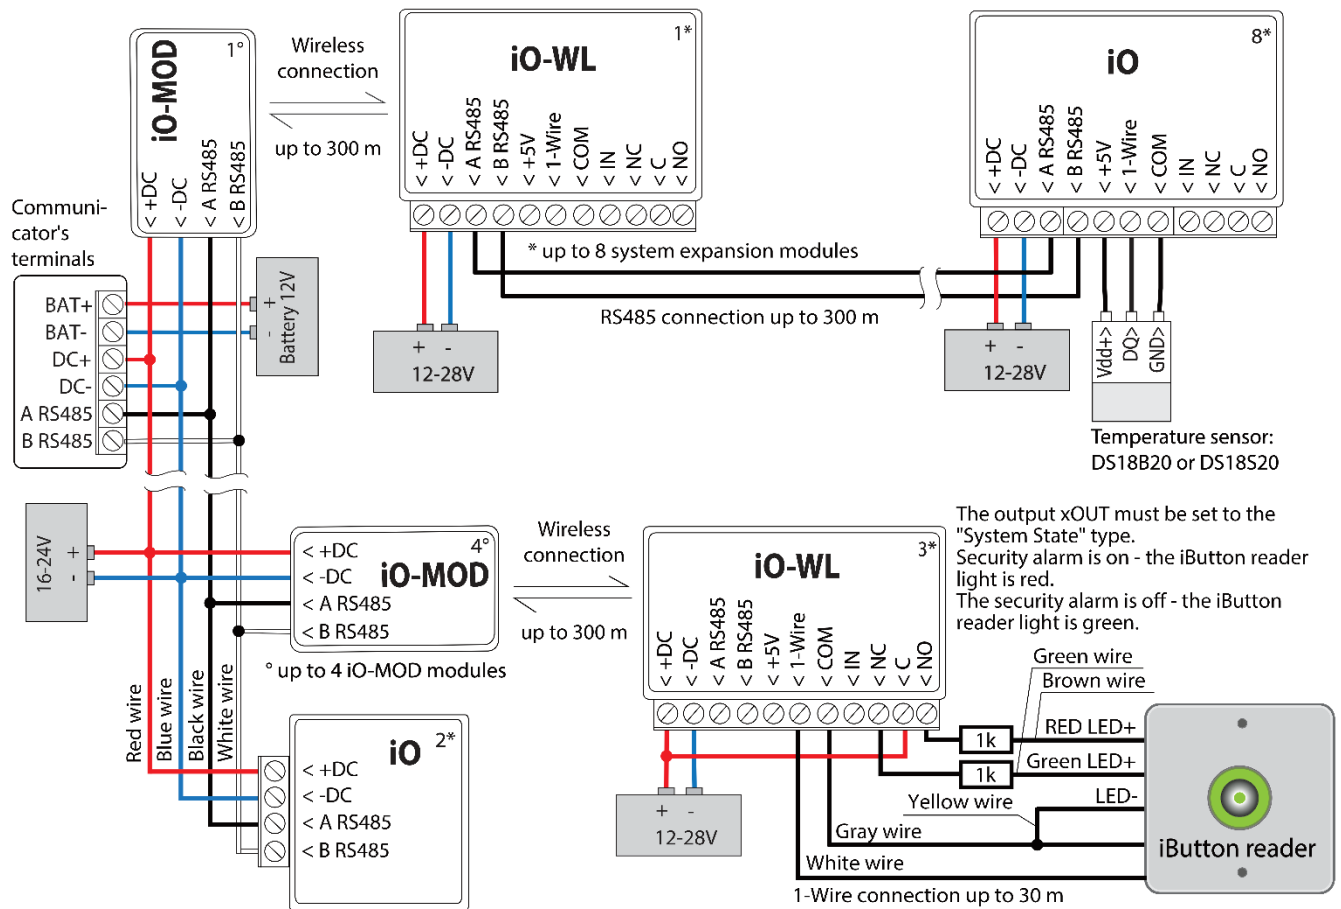 iO-MOD
1°
< +DC
< -DC
< A RS485
< B RS485
Wireless
connection
up to 300 m
iO-WL
1*
< +DC
< -DC
< A RS485
< B RS485
< +5V
< 1-Wire
< COM
< IN
< NC
< C
< NO
iO
8*
< +DC
< -DC
< A RS485
< B RS485
< +5V
< 1-Wire
< COM
< IN
< NC
< C
< NO
Communi-
cator's
terminals
BAT+
BAT-
DC+
DC-
A RS485
B RS485
+
-
Battery 12V
* up to 8 system expansion modules
RS485 connection up to 300 m
+ -
12-28V
+ -
12-28V
Vdd+>
DQ>
GND>
Temperature sensor:
DS18B20 or DS18S20
16-24V
+
-
< +DC
< -DC
< A RS485
< B RS485
4°
iO-MOD
° up to 4 iO-MOD modules
Wireless
connection
up to 300 m
iO-WL
3*
< +DC
< -DC
< A RS485
< B RS485
< +5V
< 1-Wire
< COM
< IN
< NC
< C
< NO
The output xOUT must be set to the
"System State" type.
Security alarm is on - the iButton reader
light is red.
The security alarm is off - the iButton
reader light is green.
Red wire
Blue wire
Black wire
White wire
iO
2*
< +DC
< -DC
< A RS485
< B RS485
+ -
12-28V
Green wire
Brown wire
1k
RED LED+
1k
Green LED+
Yellow wire
LED-
Gray wire
White wire
iButton reader
1-Wire connection up to 30 m